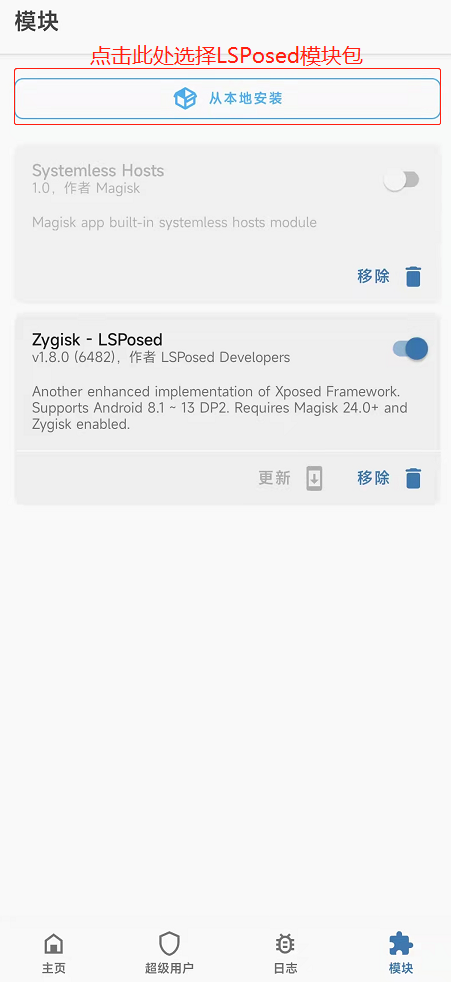 模块
点击此处选择LSPosed模块包
从本地安装
Systemless Hosts
1.0，作者 Magisk
Magisk app built-in systemless hosts module
移除
Zygisk - LSPosed
v1.8.0 (6482)，作者 LSPosed Developers
Another enhanced implementation of Xposed Framework.
Supports Android 8.1 ~ 13 DP2. Requires Magisk 24.0+ and
Zygisk enabled.
更新 移除
主页 超级用户 日志 模块